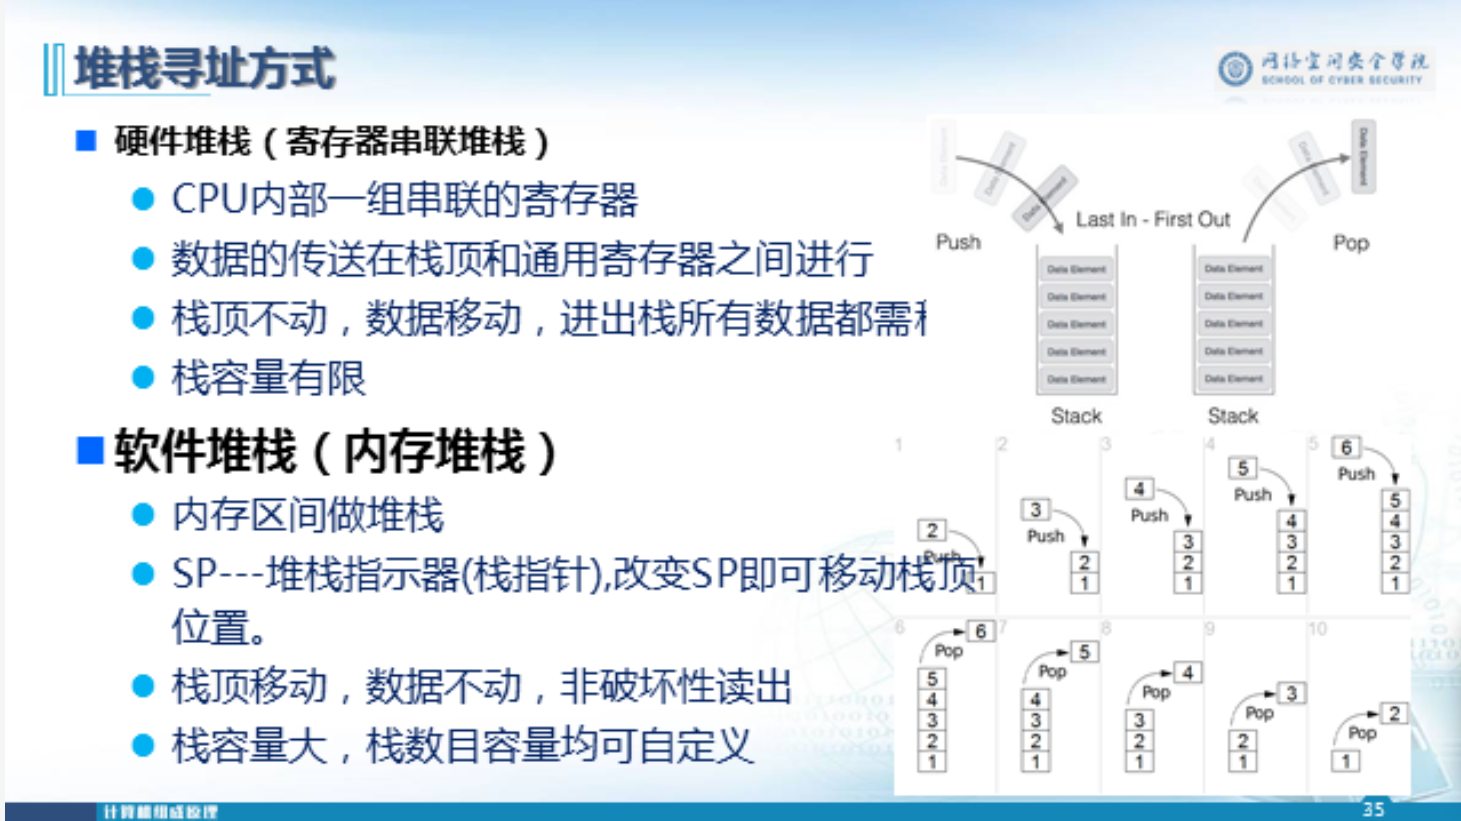 堆栈寻址方式
网络空间安全学院
SCHOOL OF CYBER SECURITY
硬件堆栈（寄存器串联堆栈）
CPU内部一组串联的寄存器
数据的传送在栈顶和通用寄存器之间进行
栈顶不动，数据移动，进出栈所有数据都需
栈容量有限
软件堆栈（内存堆栈）
内存区间做堆栈
SP---堆栈指示器(栈指针),改变SP即可移动栈顶
位置。
栈顶移动，数据不动，非破坏性读出
栈容量大，栈数目容量均可自定义
Data Element
Data Element
Data Element
Data Element
Data Element
Data Element
Last In - First Out
Push
Pop
Data Element
Data Element
Data Element
Data Element
Data Element
Data Element
Data Element
Data Element
Data Element
Data Element
Stack
Stack
1
2
Push
1
2
3
Push
2
1
3
4
Push
3
2
1
4
5
Push
4
3
2
1
5
6
Push
5
4
3
2
1
6
6
Pop
5
4
3
2
1
7
5
Pop
4
3
2
1
8
4
Pop
3
2
1
9
3
Pop
2
1
10
2
Pop
1
计算机组成原理
35